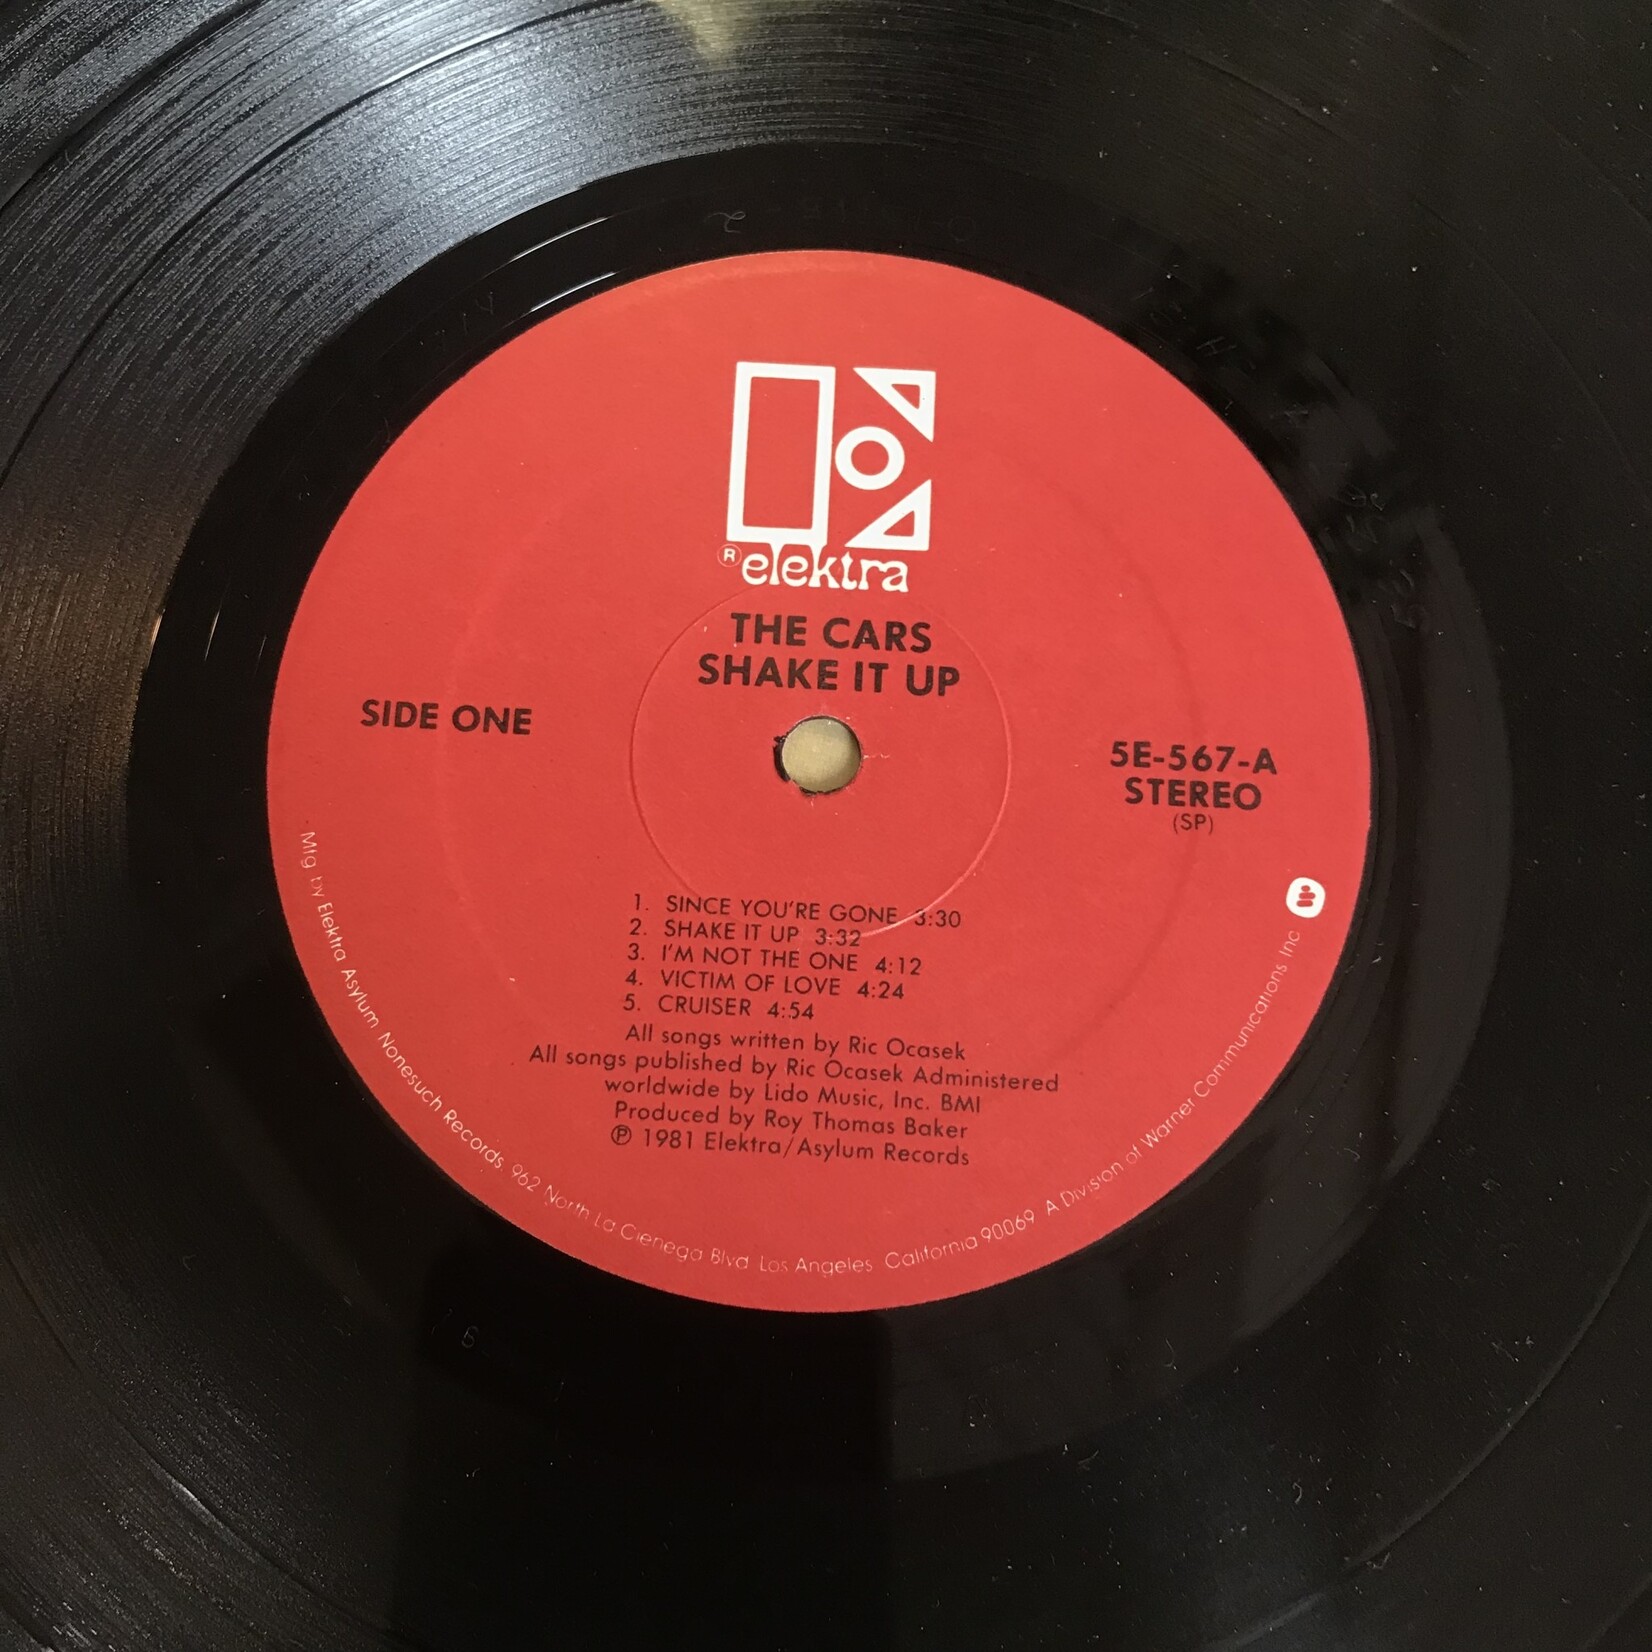 ® elektra
THE CARS
SHAKE IT UP
SIDE ONE
5E-567-A
STEREO
(SP)
1. SINCE YOU'RE GONE 3:30
2. SHAKE IT UP 3:32
3. I'M NOT THE ONE 4:12
4. VICTIM OF LOVE 4:24
5. CRUISER 4:54
All songs written by Ric Ocasek
All songs published by Ric Ocasek Administered
worldwide by Lido Music, Inc. BMI
Produced by Roy Thomas Baker
℗ 1981 Elektra/Asylum Records
Mfg by Elektra Asylum Nonesuch Records, 962 North La Cienega Blvd Los Angeles California 90069 A Division of Warner Communications Inc